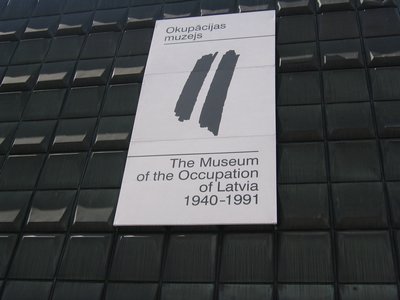 Okupācijas
muzejs
The Museum
of the Occupation
of Latvia
1940-1991